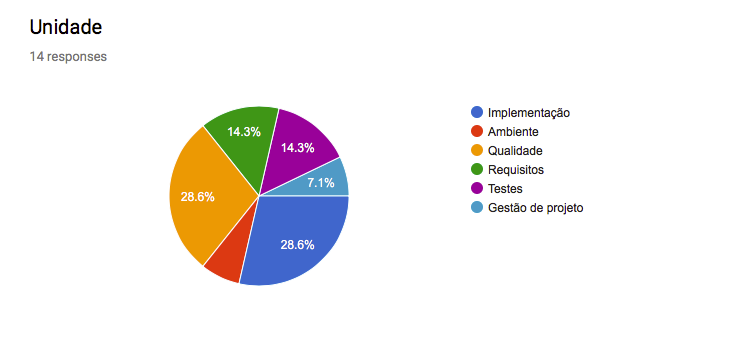 Unidade
14 responses
14.3%
14.3%
28.6%
7.1%
28.6%
Implementação
Ambiente
Qualidade
Requisitos
Testes
Gestão de projeto